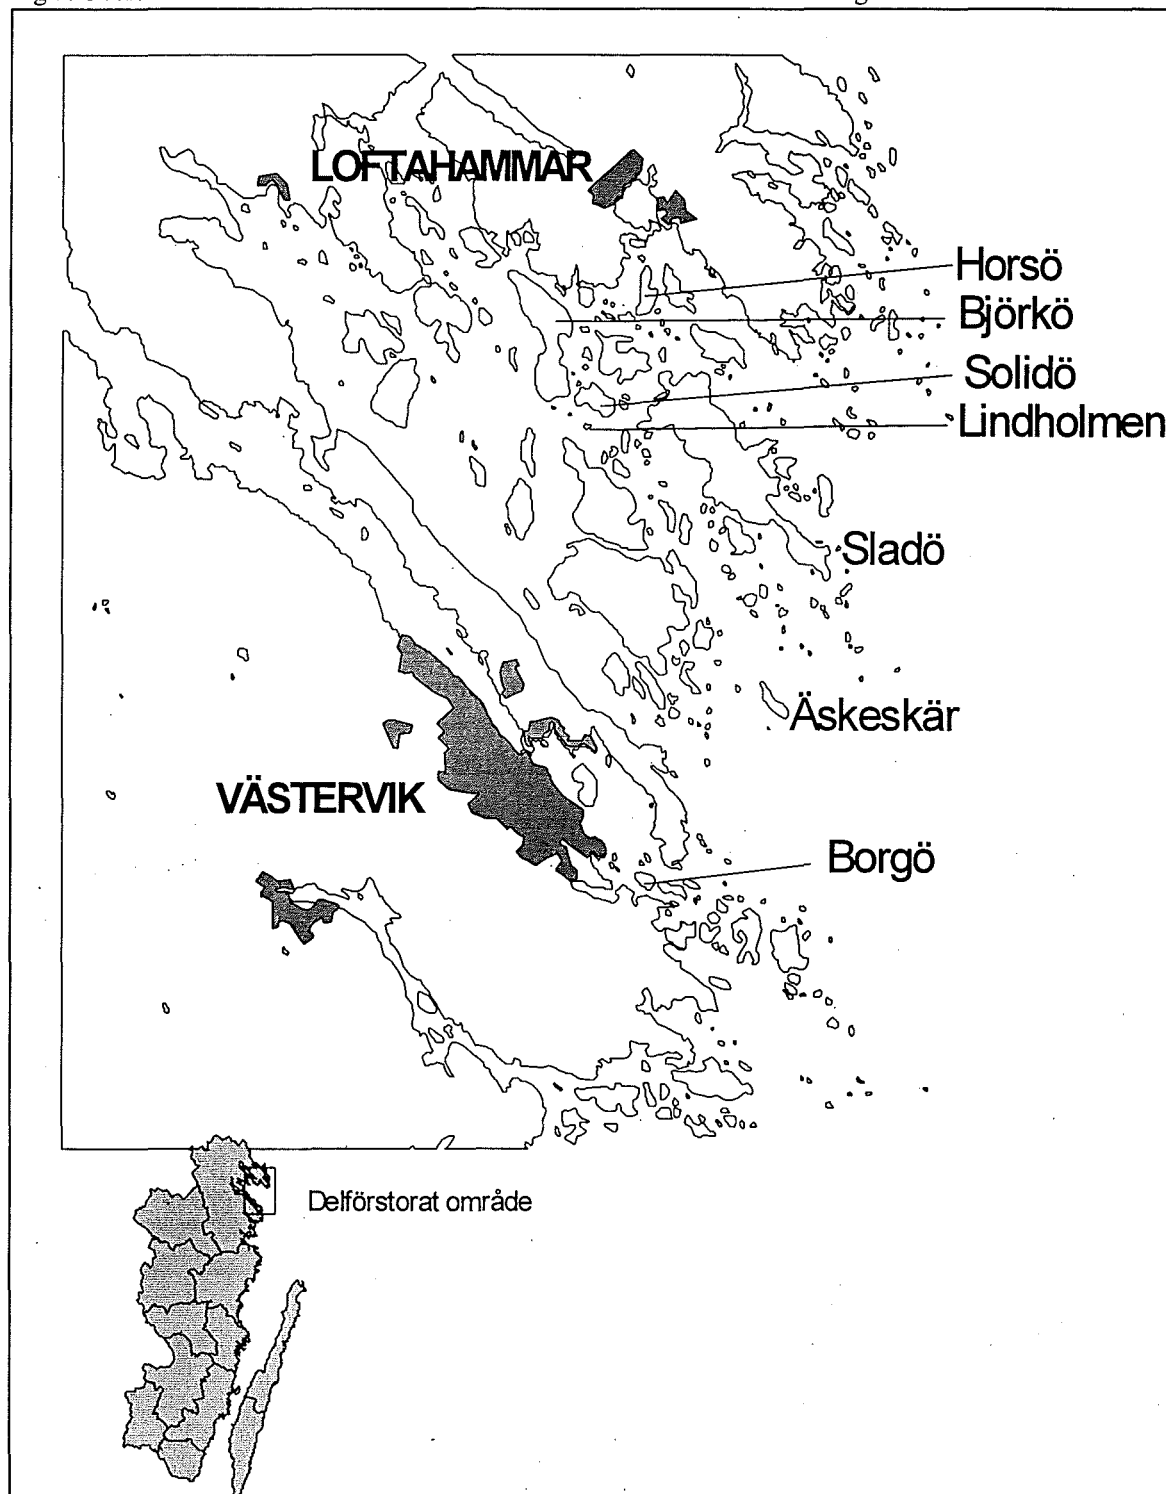 LOFTAHAMMAR
Horsö
Björkö
Solidö
Lindholmen
Sladö
Äskeskär
VÄSTERVIK
Borgö
Delförstorat område